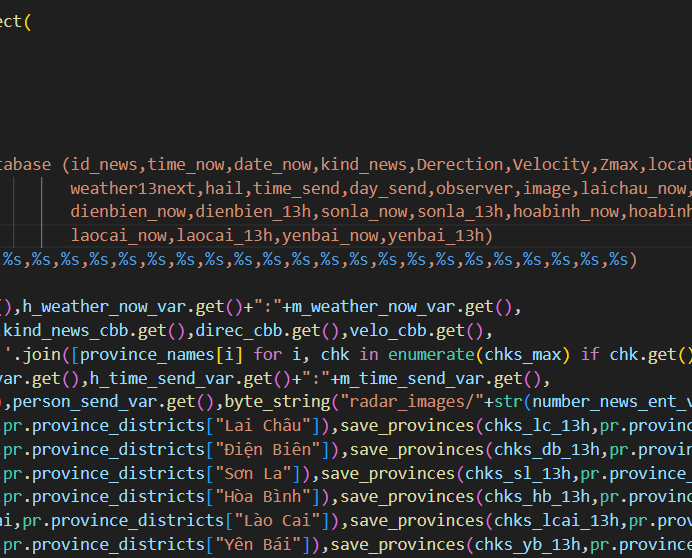 ect(
tabase (id_news,time_now,date_now,kind_news,Derection,Velocity,Zmax,locat
weather13next,hail,time_send,day_send,observer,image,laichau_now,
dienbien_now,dienbien_13h,sonla_now,sonla_13h,hoabinh_now,hoabinh
laocai_now,laocai_13h,yenbai_now,yenbai_13h)
,%s,%s,%s,%s,%s,%s,%s,%s,%s,%s,%s,%s,%s,%s,%s,%s,%s,%s,%s,%s,%s,%s)
(),h_weather_now_var.get()+":"+m_weather_now_var.get(),
kind_news_cbb.get(),direc_cbb.get(),velo_cbb.get(),
'.join([province_names[i] for i, chk in enumerate(chks_max) if chk.get()
var.get(),h_time_send_var.get()+":"+m_time_send_var.get(),
),person_send_var.get(),byte_string("radar_images/"+str(number_news_ent_v
pr.province_districts["Lai Châu"]),save_provinces(chks_lc_13h,pr.province
pr.province_districts["Điện Biên"]),save_provinces(chks_db_13h,pr.provin
pr.province_districts["Sơn La"]),save_provinces(chks_sl_13h,pr.province_
pr.province_districts["Hòa Bình"]),save_provinces(chks_hb_13h,pr.provinc
ai,pr.province_districts["Lào Cai"]),save_provinces(chks_lcai_13h,pr.prov
pr.province_districts["Yên Bái"]),save_provinces(chks_yb_13h,pr.province